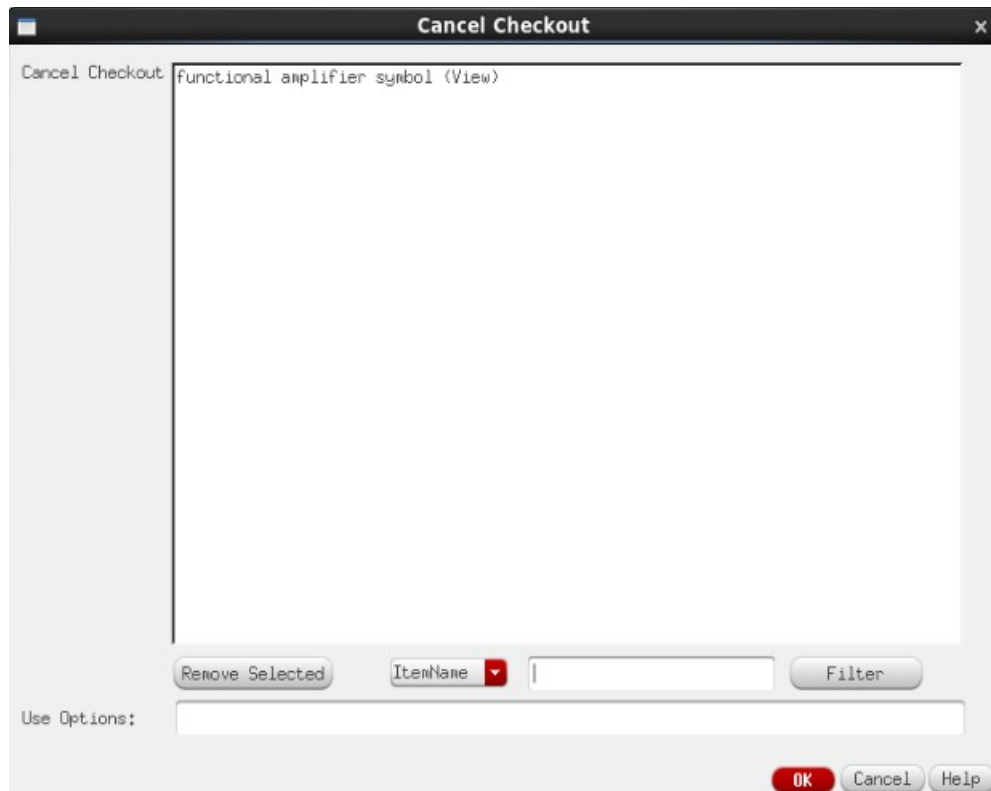 Cancel Checkout
Cancel Checkout
functional amplifier symbol (View)
Remove Selected
ItemName
Filter
Use Options:
OK
Cancel
Help